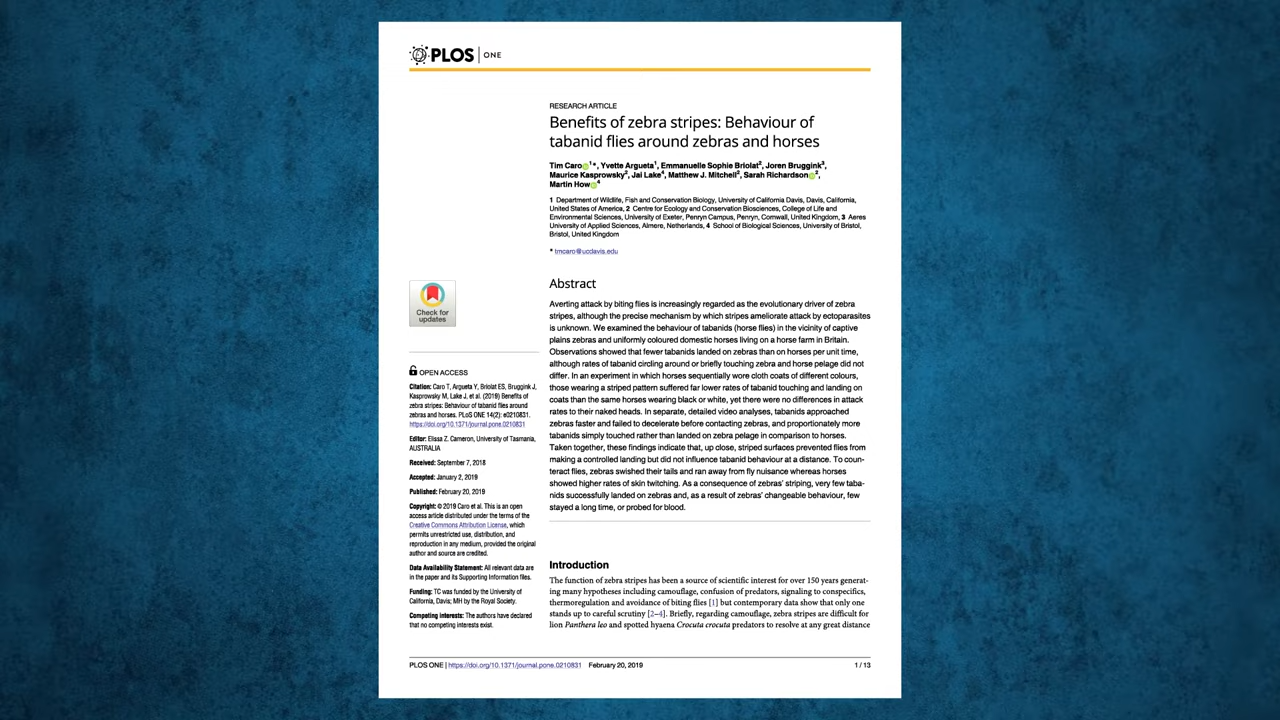 PLOS | ONE
RESEARCH ARTICLE
Benefits of zebra stripes: Behaviour of
tabanid flies around zebras and horses
Tim Caro1*, Yvette Argueta1, Emmanuelle Sophie Briolat2, Joren Bruggink3,
Maurice Kasprowsky2, Jai Lake4, Matthew J. Mitchell2, Sarah Richardson2,
Martin How4
1 Department of Wildlife, Fish and Conservation Biology, University of California Davis, Davis, California,
United States of America, 2 Centre for Ecology and Conservation Biosciences, College of Life and
Environmental Sciences, University of Exeter, Penryn Campus, Penryn, Cornwall, United Kingdom, 3 Aeres
University of Applied Sciences, Almere, Netherlands, 4 School of Biological Sciences, University of Bristol,
Bristol, United Kingdom
* tmcaro@ucdavis.edu
Abstract
Averting attack by biting flies is increasingly regarded as the evolutionary driver of zebra
stripes, although the precise mechanism by which stripes ameliorate attack by ectoparasites
is unknown. We examined the behaviour of tabanids (horse flies) in the vicinity of captive
plains zebras and uniformly coloured domestic horses living on a horse farm in Britain.
Observations showed that fewer tabanids landed on zebras than on horses per unit time,
although rates of tabanid circling around or briefly touching zebra and horse pelage did not
differ. In an experiment in which horses sequentially wore cloth coats of different colours,
those wearing a striped pattern suffered far lower rates of tabanid touching and landing on
coats than the same horses wearing black or white, yet there were no differences in attack
rates to their naked heads. In separate, detailed video analyses, tabanids approached
zebras faster and failed to decelerate before contacting zebras, and proportionately more
tabanids simply touched rather than landed on zebra pelage in comparison to horses.
Taken together, these findings indicate that, up close, striped surfaces prevented flies from
making a controlled landing but did not influence tabanid behaviour at a distance. To coun-
teract flies, zebras swished their tails and ran away from fly nuisance whereas horses
showed higher rates of skin twitching. As a consequence of zebras' striping, very few taba-
nids successfully landed on zebras and, as a result of zebras' changeable behaviour, few
stayed a long time, or probed for blood.
Check for
updates
OPEN ACCESS
Citation: Caro T, Argueta Y, Briolat ES, Bruggink J,
Kasprowsky M, Lake J, et al. (2019) Benefits of
zebra stripes: Behaviour of tabanid flies around
zebras and horses. PLoS ONE 14(2): e0210831.
https://doi.org/10.1371/journal.pone.0210831
Editor: Elissa Z. Cameron, University of Tasmania,
AUSTRALIA
Received: September 7, 2018
Accepted: January 2, 2019
Published: February 20, 2019
Copyright: © 2019 Caro et al. This is an open
access article distributed under the terms of the
Creative Commons Attribution License, which
permits unrestricted use, distribution, and
reproduction in any medium, provided the original
author and source are credited.
Data Availability Statement: All relevant data are
in the paper and its Supporting Information files.
Funding: TC was funded by the University of
California, Davis; MH by the Royal Society.
Competing interests: The authors have declared
that no competing interests exist.
Introduction
The function of zebra stripes has been a source of scientific interest for over 150 years generat-
ing many hypotheses including camouflage, confusion of predators, signaling to conspecifics,
thermoregulation and avoidance of biting flies [1] but contemporary data show that only one
stands up to careful scrutiny [2–4]. Briefly, regarding camouflage, zebra stripes are difficult for
lion Panthera leo and spotted hyaena Crocuta crocuta predators to resolve at any great distance
PLOS ONE | https://doi.org/10.1371/journal.pone.0210831 February 20, 2019 1 / 13